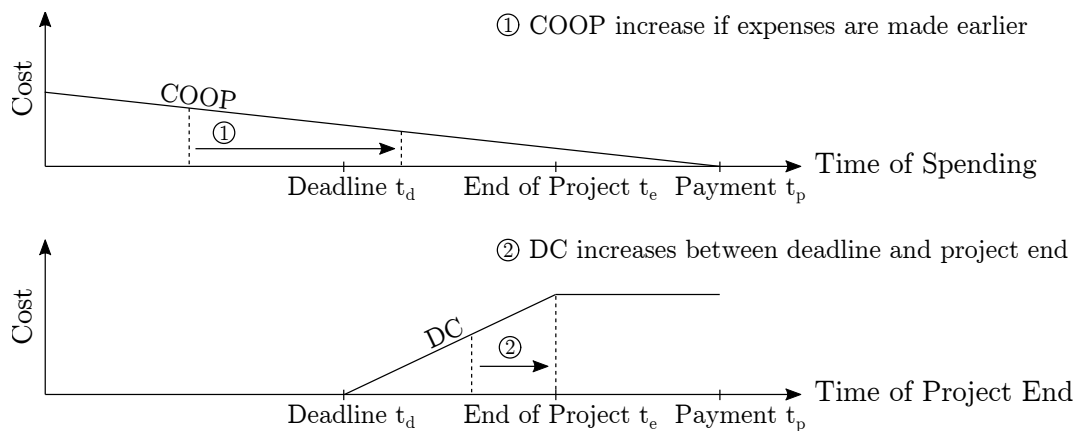 ① COOP increase if expenses are made earlier
Cost
COOP
①
Time of Spending
Deadline t_d
End of Project t_e
Payment t_p
② DC increases between deadline and project end
Cost
DC
②
Time of Project End
Deadline t_d
End of Project t_e
Payment t_p